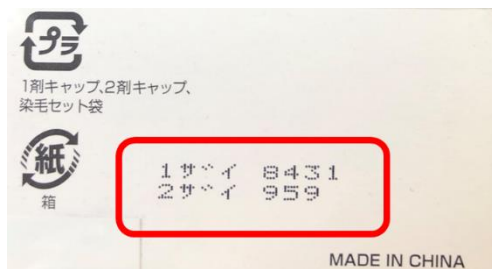 プラ
1剤キャップ、2剤キャップ、
染毛セット袋
紙
箱
1ザイ 8431
2ザイ 959
MADE IN CHINA